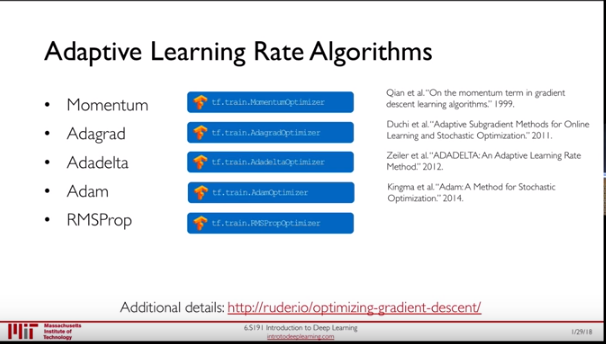 Adaptive Learning Rate Algorithms
• Momentum
tf.train.MomentumOptimizer
Qian et al. “On the momentum term in gradient
descent learning algorithms.” 1999.
• Adagrad
tf.train.AdagradOptimizer
Duchi et al. “Adaptive Subgradient Methods for Online
Learning and Stochastic Optimization.” 2011.
• Adadelta
tf.train.AdadeltaOptimizer
Zeiler et al. “ADADELTA: An Adaptive Learning Rate
Method.” 2012.
• Adam
tf.train.AdamOptimizer
Kingma et al. “Adam: A Method for Stochastic
Optimization.” 2014.
• RMSProp
tf.train.RMSPropOptimizer
Additional details: http://ruder.io/optimizing-gradient-descent/
Massachusetts
Institute of
Technology
6.S191 Introduction to Deep Learning
introtodeeplearning.com
1/29/18